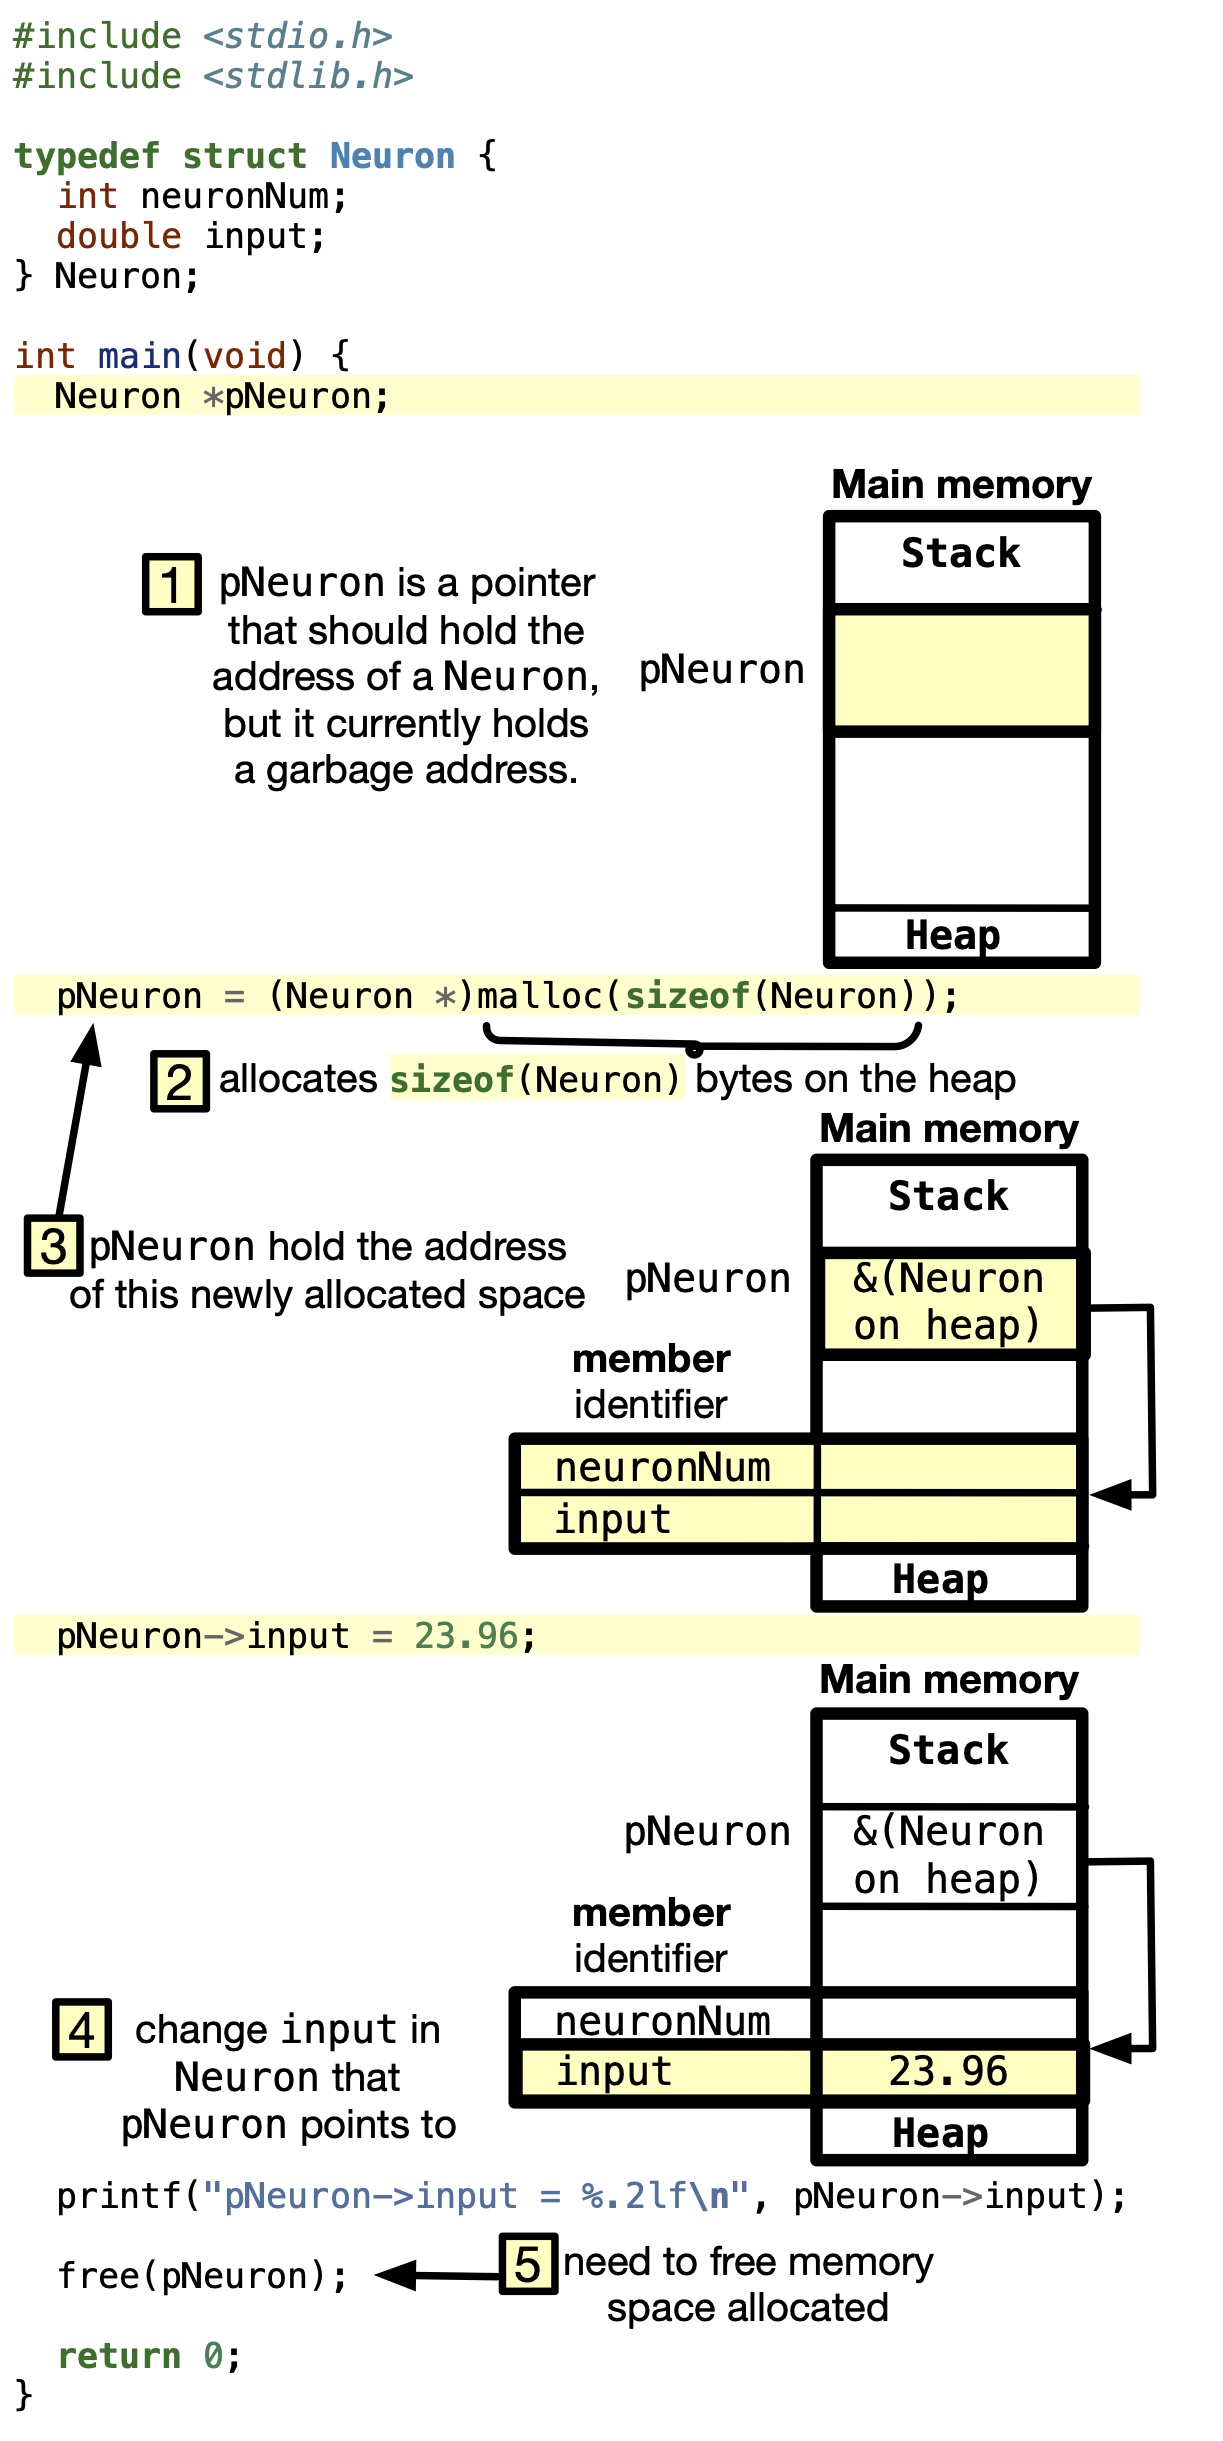 #include <stdio.h>
#include <stdlib.h>
typedef struct Neuron {
int neuronNum;
double input;
} Neuron;
int main(void) {
Neuron *pNeuron;
Main memory
Stack
1 pNeuron is a pointer
that should hold the
address of a Neuron,
but it currently holds
a garbage address.
pNeuron
Heap
pNeuron = (Neuron *)malloc(sizeof(Neuron));
2 allocates sizeof(Neuron) bytes on the heap
Main memory
Stack
3 pNeuron hold the address
of this newly allocated space
pNeuron
&(Neuron
on heap)
member
identifier
neuronNum
input
Heap
pNeuron->input = 23.96;
Main memory
Stack
pNeuron
&(Neuron
on heap)
member
identifier
neuronNum
input 23.96
Heap
4 change input in
Neuron that
pNeuron points to
printf("pNeuron->input = %.2lf\n", pNeuron->input);
free(pNeuron);
5 need to free memory
space allocated
return 0;
}